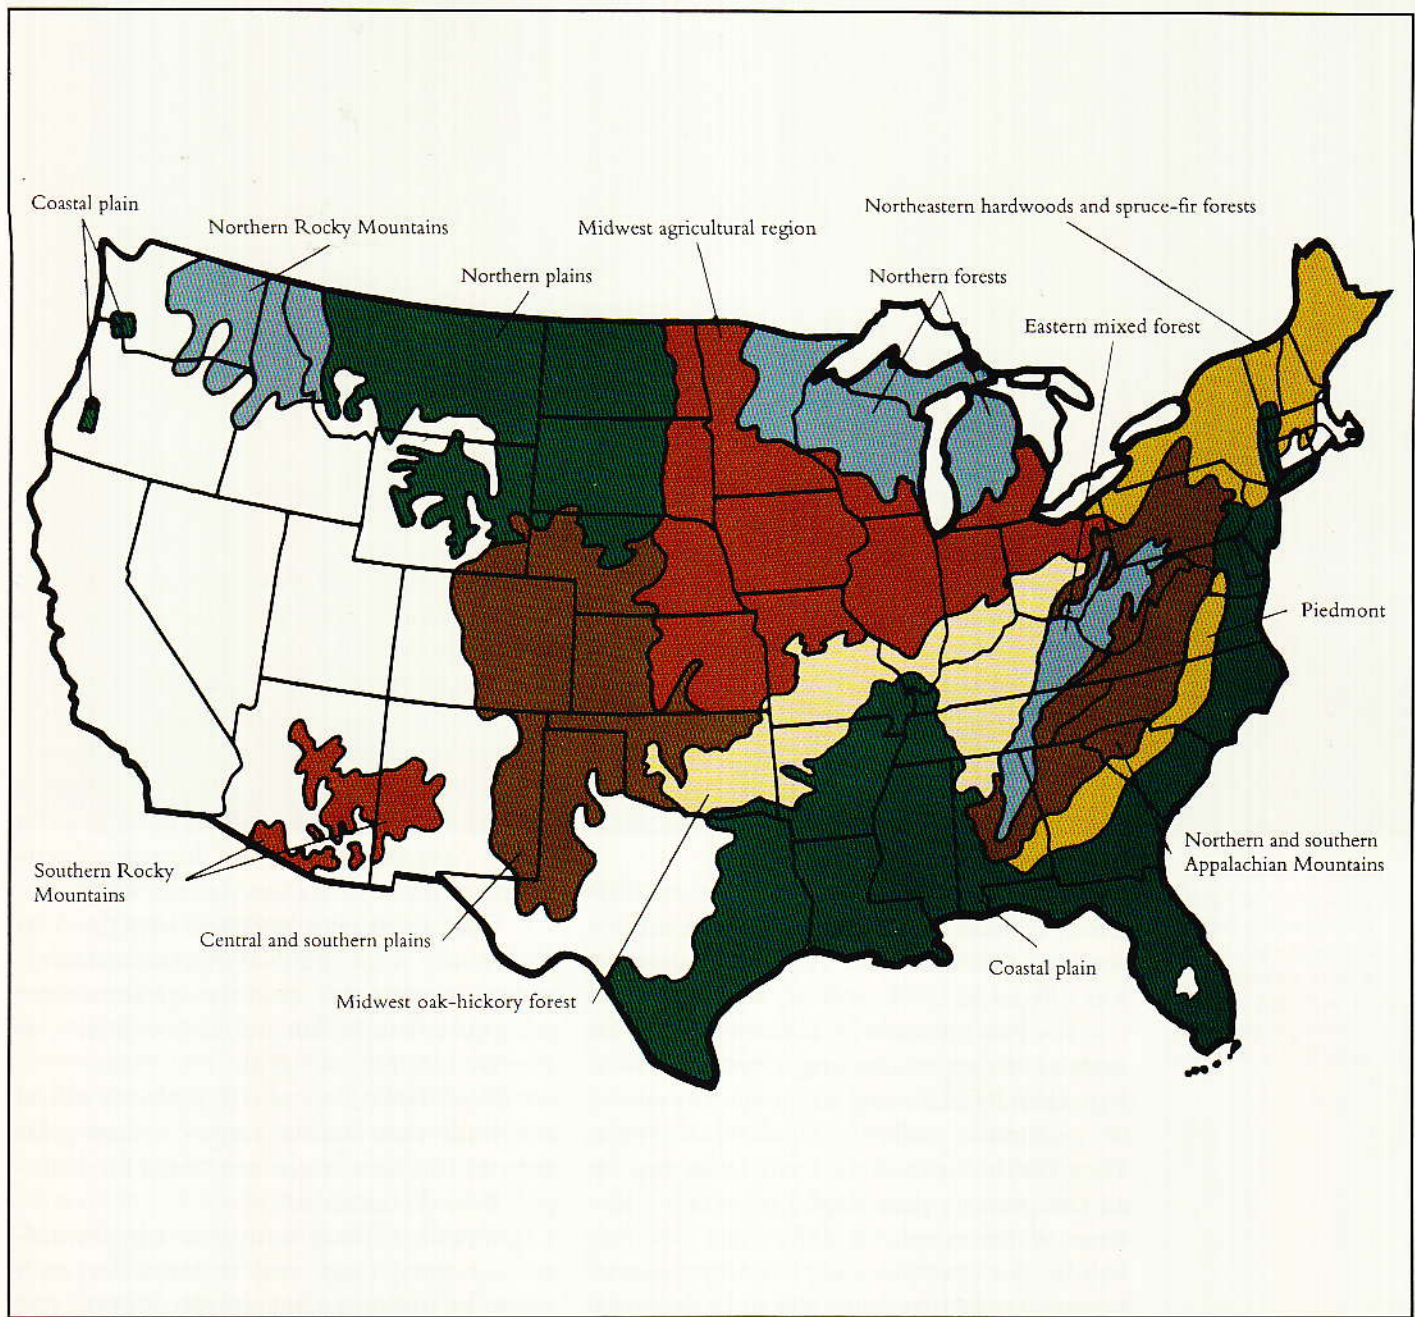 Coastal plain
Northern Rocky Mountains
Northern plains
Midwest agricultural region
Northeastern hardwoods and spruce-fir forests
Northern forests
Eastern mixed forest
Piedmont
Northern and southern
Appalachian Mountains
Coastal plain
Southern Rocky
Mountains
Central and southern plains
Midwest oak-hickory forest